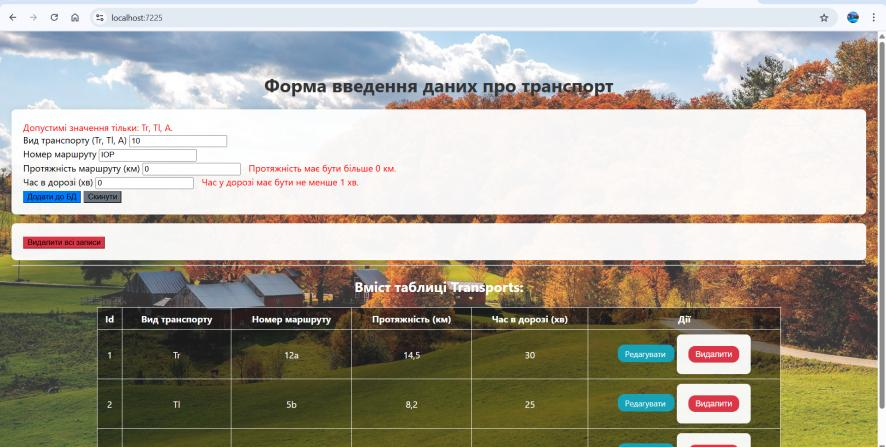 localhost:7225
Форма введення даних про транспорт
Допустимі значення тільки: Tr, Tl, A.
Вид транспорту (Tr, Tl, A) 10
Номер маршруту IOP
Протяжність маршруту (км) 0 Протяжність має бути більше 0 км.
Час в дорозі (хв) 0 Час у дорозі має бути не менше 1 хв.
Додати до БД Скинути
Видалити всі записи
Вміст таблиці Transports:
Id Вид транспорту Номер маршруту Протяжність (км) Час в дорозі (хв) Дії
1 Tr 12a 14,5 30 Редагувати Видалити
2 Tl 5b 8,2 25 Редагувати Видалити